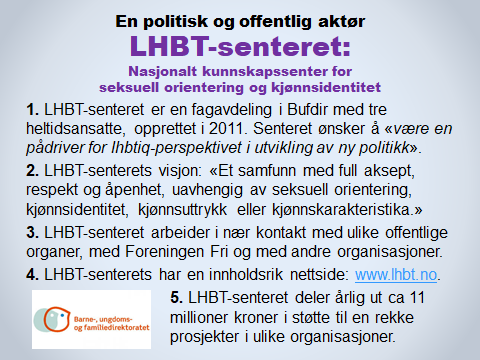 En politisk og offentlig aktør
LHBT-senteret:
Nasjonalt kunnskapssenter for
seksuell orientering og kjønnsidentitet
1. LHBT-senteret er en fagavdeling i Bufdir med tre
heltidsansatte, opprettet i 2011. Senteret ønsker å «være en
pådriver for lhbtiq-perspektivet i utvikling av ny politikk».
2. LHBT-senterets visjon: «Et samfunn med full aksept,
respekt og åpenhet, uavhengig av seksuell orientering,
kjønnsidentitet, kjønnsuttrykk eller kjønnskarakteristika.»
3. LHBT-senteret arbeider i nær kontakt med ulike offentlige
organer, med Foreningen Fri og med andre organisasjoner.
4. LHBT-senterets har en innholdsrik nettside: www.lhbt.no.
5. LHBT-senteret deler årlig ut ca 11
millioner kroner i støtte til en rekke
prosjekter i ulike organisasjoner.
Barne-, ungdoms-
og familiedirektoratet